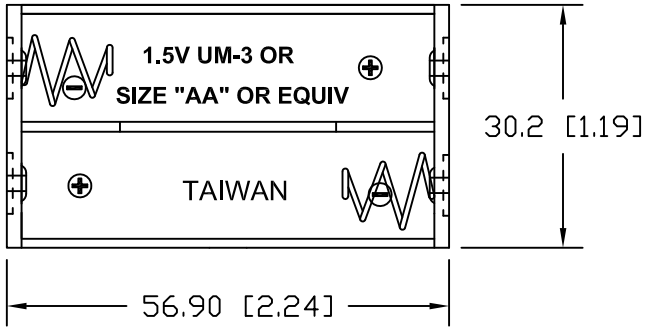 1.5V UM-3 OR
SIZE "AA" OR EQUIV
TAIWAN
30.2 [1.19]
56.90 [2.24]